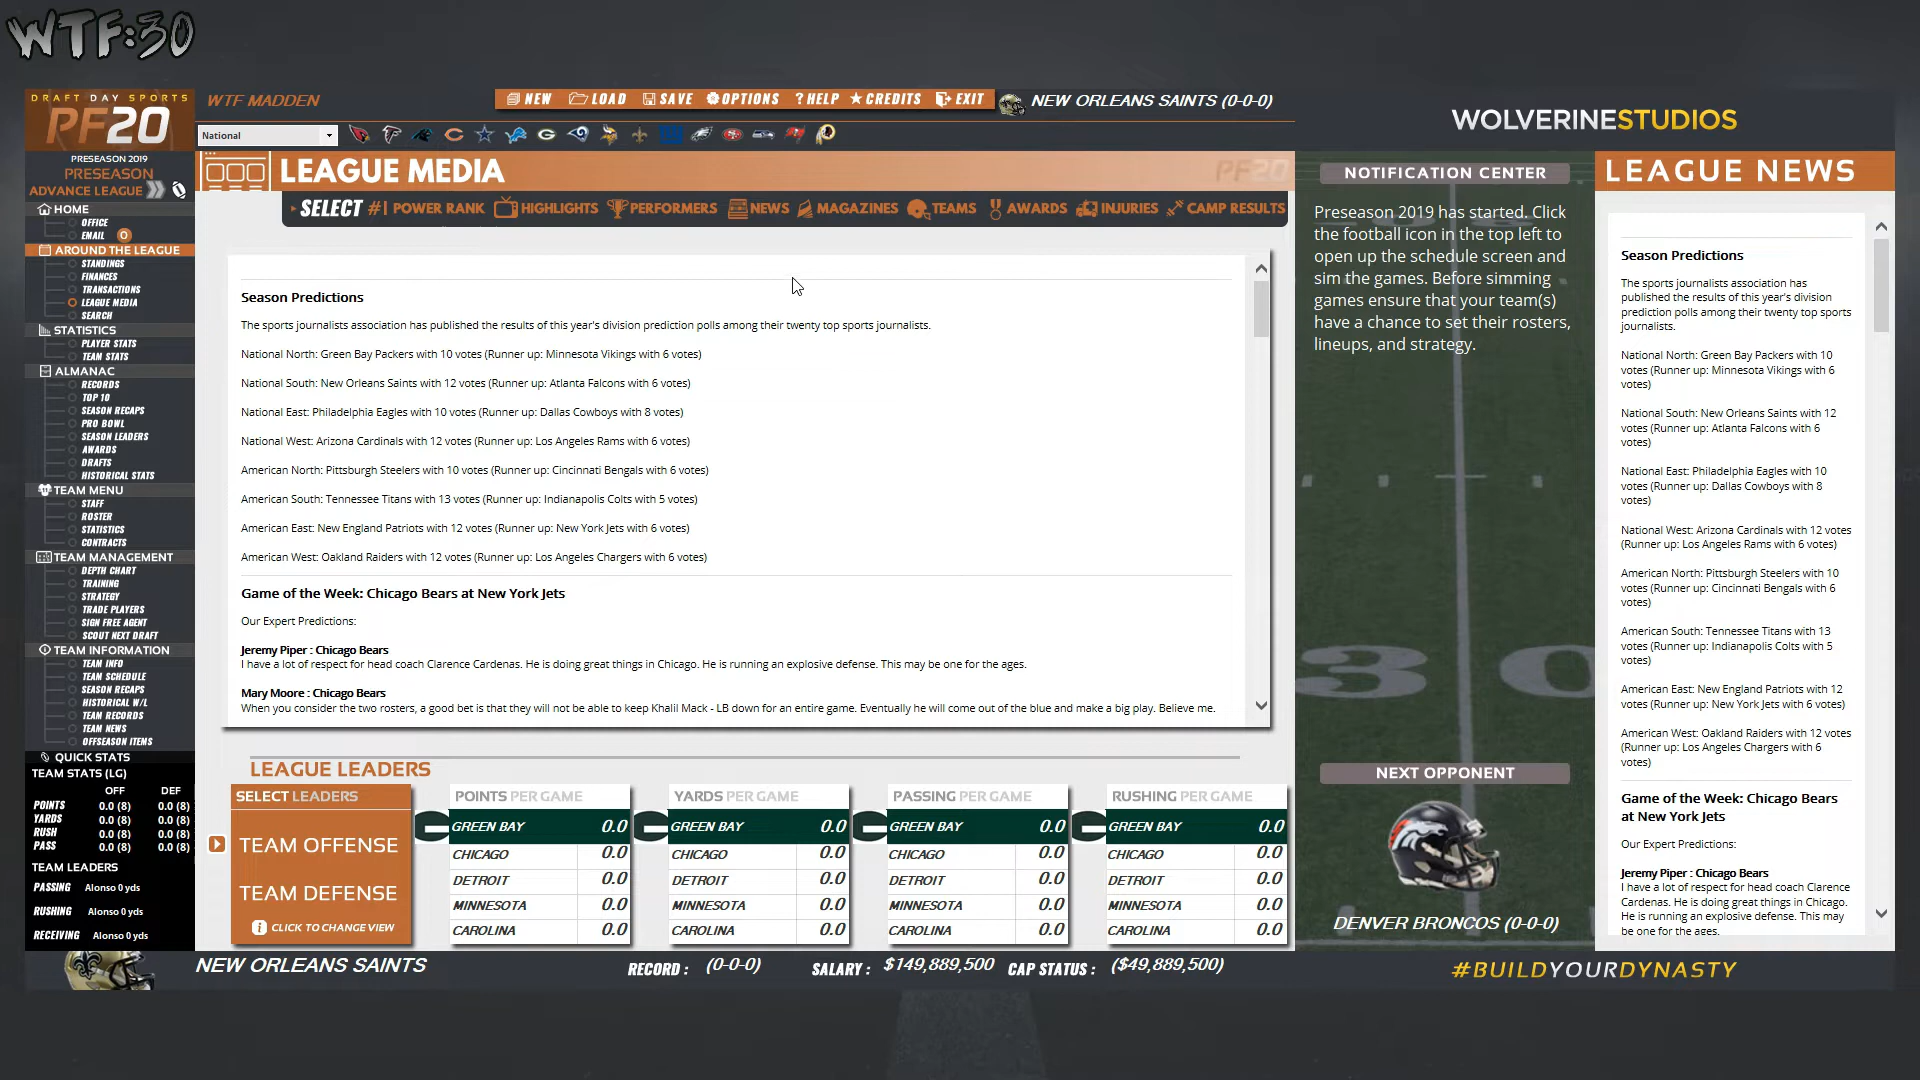 WTF:30
DRAFT DAY SPORTS
PF20
WTF MADDEN
NEW LOAD SAVE OPTIONS ? HELP CREDITS EXIT
NEW ORLEANS SAINTS (0-0-0)
WOLVERINESTUDIOS
National
PRESEASON 2019
PRESEASON
ADVANCE LEAGUE
HOME
OFFICE
EMAIL 0
AROUND THE LEAGUE
STANDINGS
FINANCES
TRANSACTIONS
LEAGUE MEDIA
SEARCH
STATISTICS
PLAYER STATS
TEAM STATS
ALMANAC
RECORDS
TOP 10
SEASON RECAPS
PRO BOWL
SEASON LEADERS
AWARDS
DRAFTS
HISTORICAL STATS
TEAM MENU
STAFF
ROSTER
STATISTICS
CONTRACTS
TEAM MANAGEMENT
DEPTH CHART
TRAINING
STRATEGY
TRADE PLAYERS
SIGN FREE AGENT
SCOUT NEXT DRAFT
TEAM INFORMATION
TEAM INFO
TEAM SCHEDULE
SEASON RECAPS
HISTORICAL W/L
TEAM RECORDS
TEAM NEWS
OFFSEASON ITEMS
QUICK STATS
TEAM STATS (LG)
OFF DEF
POINTS 0.0 (8) 0.0 (8)
YARDS 0.0 (8) 0.0 (8)
RUSH 0.0 (8) 0.0 (8)
PASS 0.0 (8) 0.0 (8)
TEAM LEADERS
PASSING Alonso 0 yds
RUSHING Alonso 0 yds
RECEIVING Alonso 0 yds
LEAGUE MEDIA
PF20
SELECT #1 POWER RANK HIGHLIGHTS PERFORMERS NEWS MAGAZINES TEAMS AWARDS INJURIES CAMP RESULTS
Season Predictions
The sports journalists association has published the results of this year's division prediction polls among their twenty top sports journalists.
National North: Green Bay Packers with 10 votes (Runner up: Minnesota Vikings with 6 votes)
National South: New Orleans Saints with 12 votes (Runner up: Atlanta Falcons with 6 votes)
National East: Philadelphia Eagles with 10 votes (Runner up: Dallas Cowboys with 8 votes)
National West: Arizona Cardinals with 12 votes (Runner up: Los Angeles Rams with 6 votes)
American North: Pittsburgh Steelers with 10 votes (Runner up: Cincinnati Bengals with 6 votes)
American South: Tennessee Titans with 13 votes (Runner up: Indianapolis Colts with 5 votes)
American East: New England Patriots with 12 votes (Runner up: New York Jets with 6 votes)
American West: Oakland Raiders with 12 votes (Runner up: Los Angeles Chargers with 6 votes)
Game of the Week: Chicago Bears at New York Jets
Our Expert Predictions:
Jeremy Piper : Chicago Bears
I have a lot of respect for head coach Clarence Cardenas. He is doing great things in Chicago. He is running an explosive defense. This may be one for the ages.
Mary Moore : Chicago Bears
When you consider the two rosters, a good bet is that they will not be able to keep Khalil Mack - LB down for an entire game. Eventually he will come out of the blue and make a big play. Believe me.
LEAGUE LEADERS
SELECT LEADERS
TEAM OFFENSE
TEAM DEFENSE
i CLICK TO CHANGE VIEW
POINTS PER GAME
GREEN BAY 0.0
CHICAGO 0.0
DETROIT 0.0
MINNESOTA 0.0
CAROLINA 0.0
YARDS PER GAME
GREEN BAY 0.0
CHICAGO 0.0
DETROIT 0.0
MINNESOTA 0.0
CAROLINA 0.0
PASSING PER GAME
GREEN BAY 0.0
CHICAGO 0.0
DETROIT 0.0
MINNESOTA 0.0
CAROLINA 0.0
RUSHING PER GAME
GREEN BAY 0.0
CHICAGO 0.0
DETROIT 0.0
MINNESOTA 0.0
CAROLINA 0.0
NOTIFICATION CENTER
Preseason 2019 has started. Click
the football icon in the top left to
open up the schedule screen and
sim the games. Before simming
games ensure that your team(s)
have a chance to set their rosters,
lineups, and strategy.
30
NEXT OPPONENT
DENVER BRONCOS (0-0-0)
LEAGUE NEWS
Season Predictions
The sports journalists association has
published the results of this year's division
prediction polls among their twenty top sports
journalists.
National North: Green Bay Packers with 10
votes (Runner up: Minnesota Vikings with 6
votes)
National South: New Orleans Saints with 12
votes (Runner up: Atlanta Falcons with 6
votes)
National East: Philadelphia Eagles with 10
votes (Runner up: Dallas Cowboys with 8
votes)
National West: Arizona Cardinals with 12 votes
(Runner up: Los Angeles Rams with 6 votes)
American North: Pittsburgh Steelers with 10
votes (Runner up: Cincinnati Bengals with 6
votes)
American South: Tennessee Titans with 13
votes (Runner up: Indianapolis Colts with 5
votes)
American East: New England Patriots with 12
votes (Runner up: New York Jets with 6 votes)
American West: Oakland Raiders with 12 votes
(Runner up: Los Angeles Chargers with 6
votes)
Game of the Week: Chicago Bears
at New York Jets
Our Expert Predictions:
Jeremy Piper : Chicago Bears
I have a lot of respect for head coach Clarence
Cardenas. He is doing great things in Chicago.
He is running an explosive defense. This may
be one for the ages.
NEW ORLEANS SAINTS
RECORD : (0-0-0) SALARY : $149,889,500 CAP STATUS : ($49,889,500)
#BUILDYOURDYNASTY